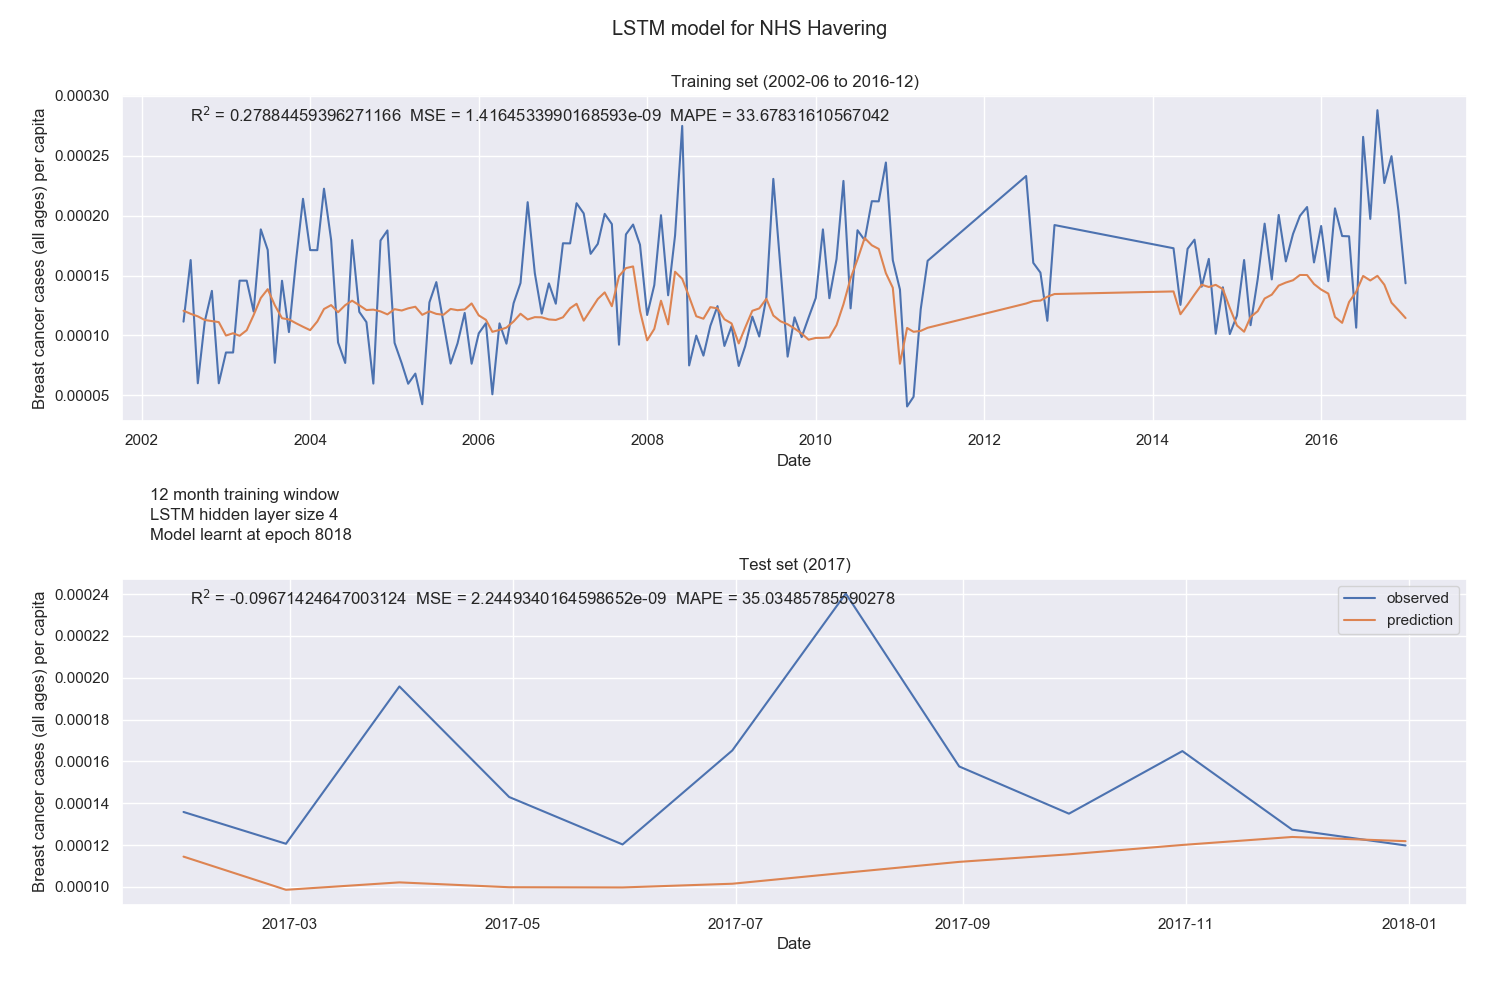 LSTM model for NHS Havering
Training set (2002-06 to 2016-12)
R² = 0.27884459396271166 MSE = 1.4164533990168593e-09 MAPE = 33.67831610567042
Breast cancer cases (all ages) per capita
0.00030
0.00025
0.00020
0.00015
0.00010
0.00005
2002 2004 2006 2008 2010 2012 2014 2016
Date
12 month training window
LSTM hidden layer size 4
Model learnt at epoch 8018
Test set (2017)
R² = -0.09671424647003124 MSE = 2.2449340164598652e-09 MAPE = 35.03485785590278
observed
prediction
Breast cancer cases (all ages) per capita
0.00024
0.00022
0.00020
0.00018
0.00016
0.00014
0.00012
0.00010
2017-03 2017-05 2017-07 2017-09 2017-11 2018-01
Date